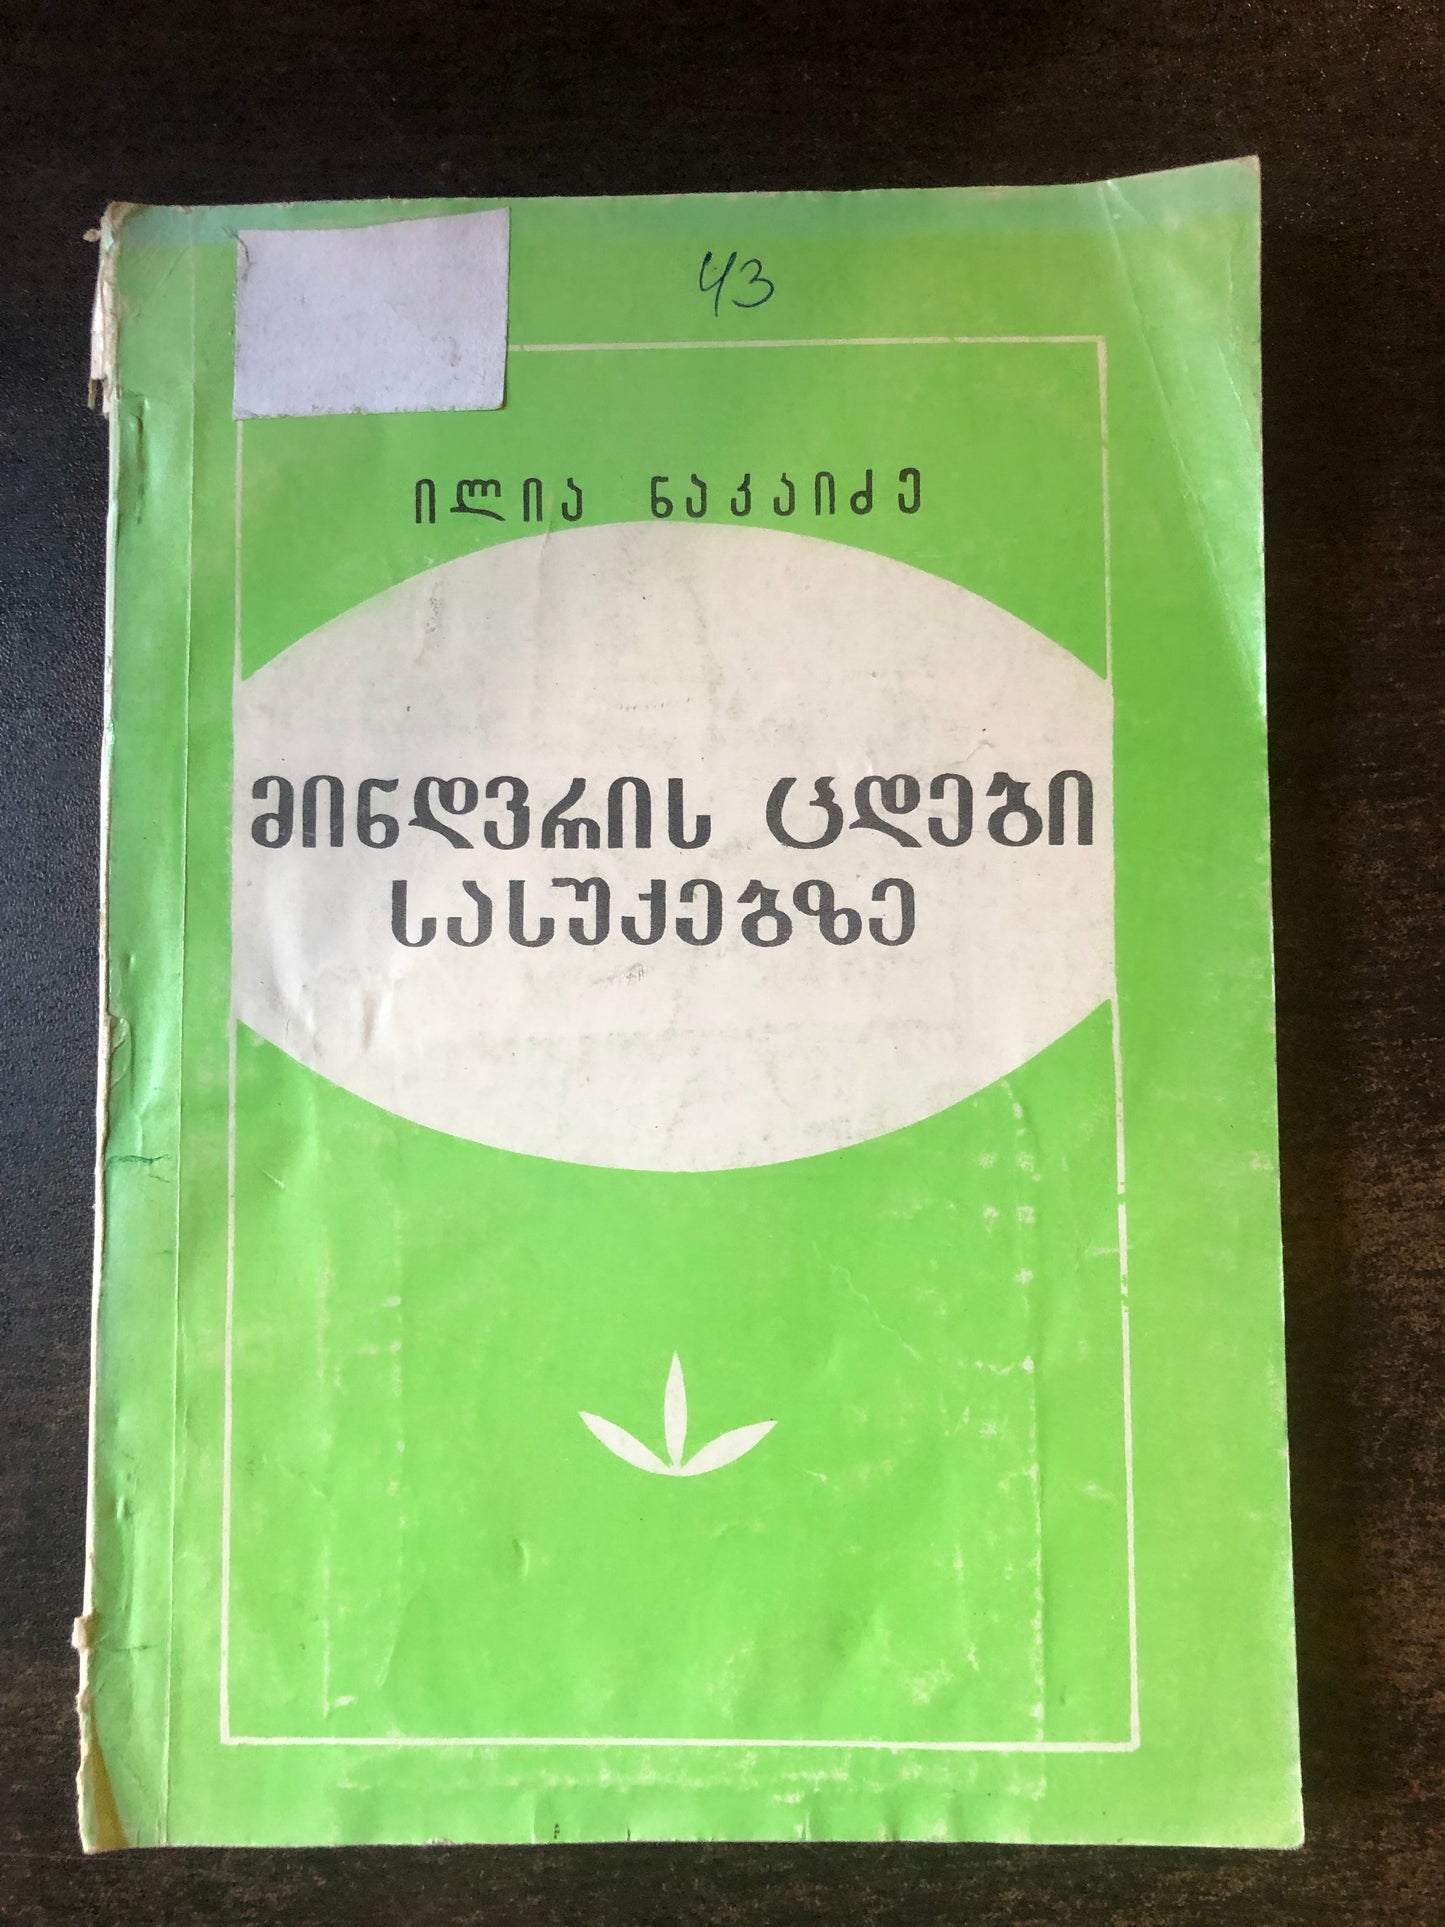 43
ილია ნაკაიძე
მინდვრის ცდები
სასუქებზე